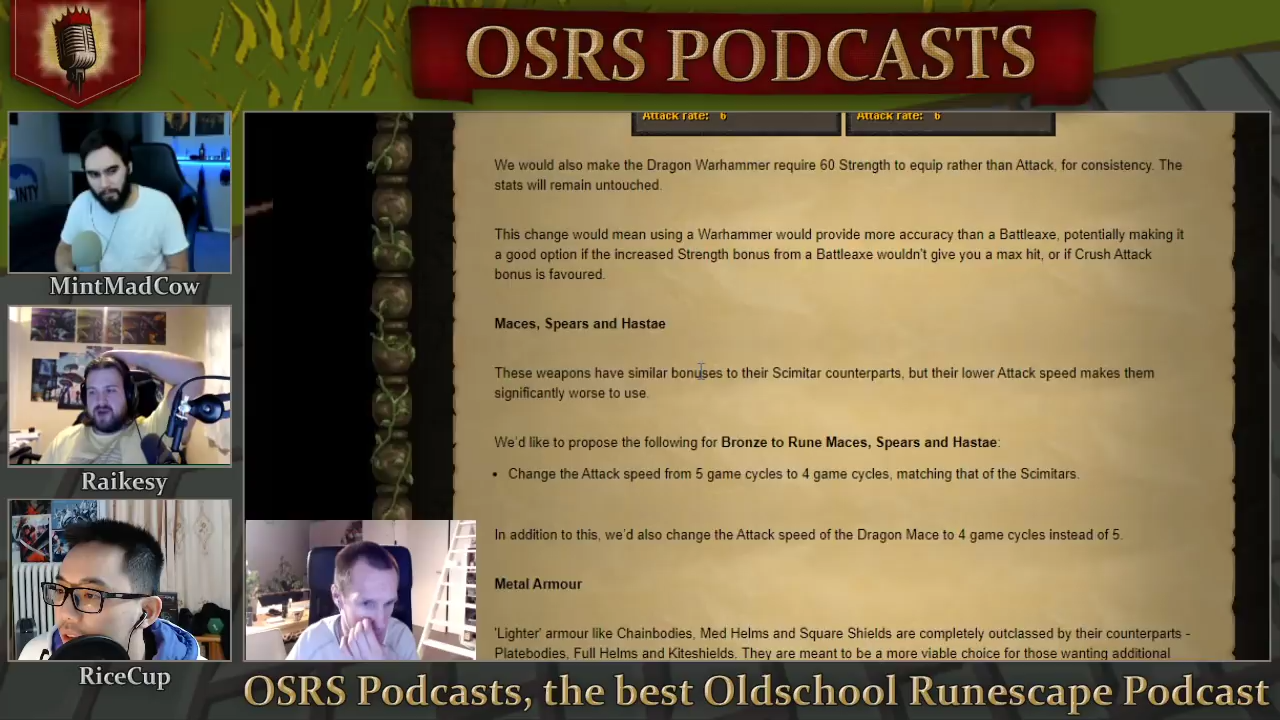 OSRS PODCASTS
Attack rate: 6
Attack rate: 6
We would also make the Dragon Warhammer require 60 Strength to equip rather than Attack, for consistency. The
stats will remain untouched.
This change would mean using a Warhammer would provide more accuracy than a Battleaxe, potentially making it
a good option if the increased Strength bonus from a Battleaxe wouldn't give you a max hit, or if Crush Attack
bonus is favoured.
Maces, Spears and Hastae
These weapons have similar bonuses to their Scimitar counterparts, but their lower Attack speed makes them
significantly worse to use.
We'd like to propose the following for Bronze to Rune Maces, Spears and Hastae:
• Change the Attack speed from 5 game cycles to 4 game cycles, matching that of the Scimitars.
In addition to this, we'd also change the Attack speed of the Dragon Mace to 4 game cycles instead of 5.
Metal Armour
'Lighter' armour like Chainbodies, Med Helms and Square Shields are completely outclassed by their counterparts -
Platebodies, Full Helms and Kiteshields. They are meant to be a more viable choice for those wanting additional
MintMadCow
Raikesy
RiceCup
OSRS Podcasts, the best Oldschool Runescape Podcast